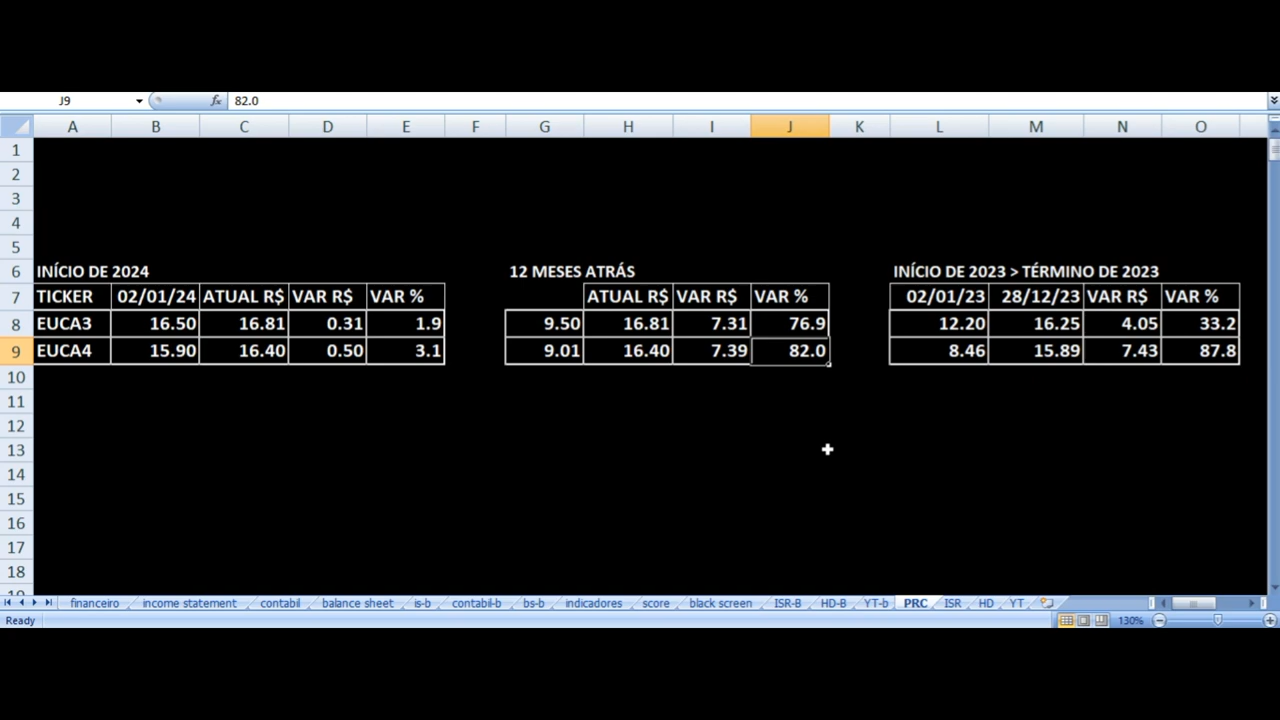 J9 fx 82.0
A B C D E F G H I J K L M N O
1
2
3
4
5
6 INÍCIO DE 2024 12 MESES ATRÁS INÍCIO DE 2023 > TÉRMINO DE 2023
7 TICKER 02/01/24 ATUAL R$ VAR R$ VAR % ATUAL R$ VAR R$ VAR % 02/01/23 28/12/23 VAR R$ VAR %
8 EUCA3 16.50 16.81 0.31 1.9 9.50 16.81 7.31 76.9 12.20 16.25 4.05 33.2
9 EUCA4 15.90 16.40 0.50 3.1 9.01 16.40 7.39 82.0 8.46 15.89 7.43 87.8
10
11
12
13
14
15
16
17
18
financeiro income statement contabil balance sheet is-b contabil-b bs-b indicadores score black screen ISR-B HD-B YT-b PRC ISR HD YT
Ready 130%